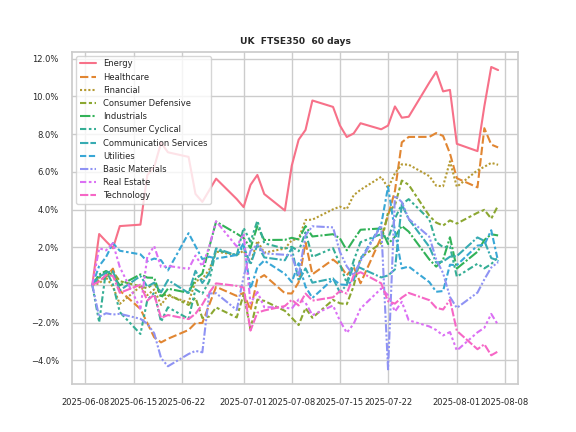 UK FTSE350 60 days
12.0%
10.0%
8.0%
6.0%
4.0%
2.0%
0.0%
−2.0%
−4.0%
Energy
Healthcare
Financial
Consumer Defensive
Industrials
Consumer Cyclical
Communication Services
Utilities
Basic Materials
Real Estate
Technology
2025-06-08 2025-06-15 2025-06-22 2025-07-01 2025-07-08 2025-07-15 2025-07-22 2025-08-01 2025-08-08